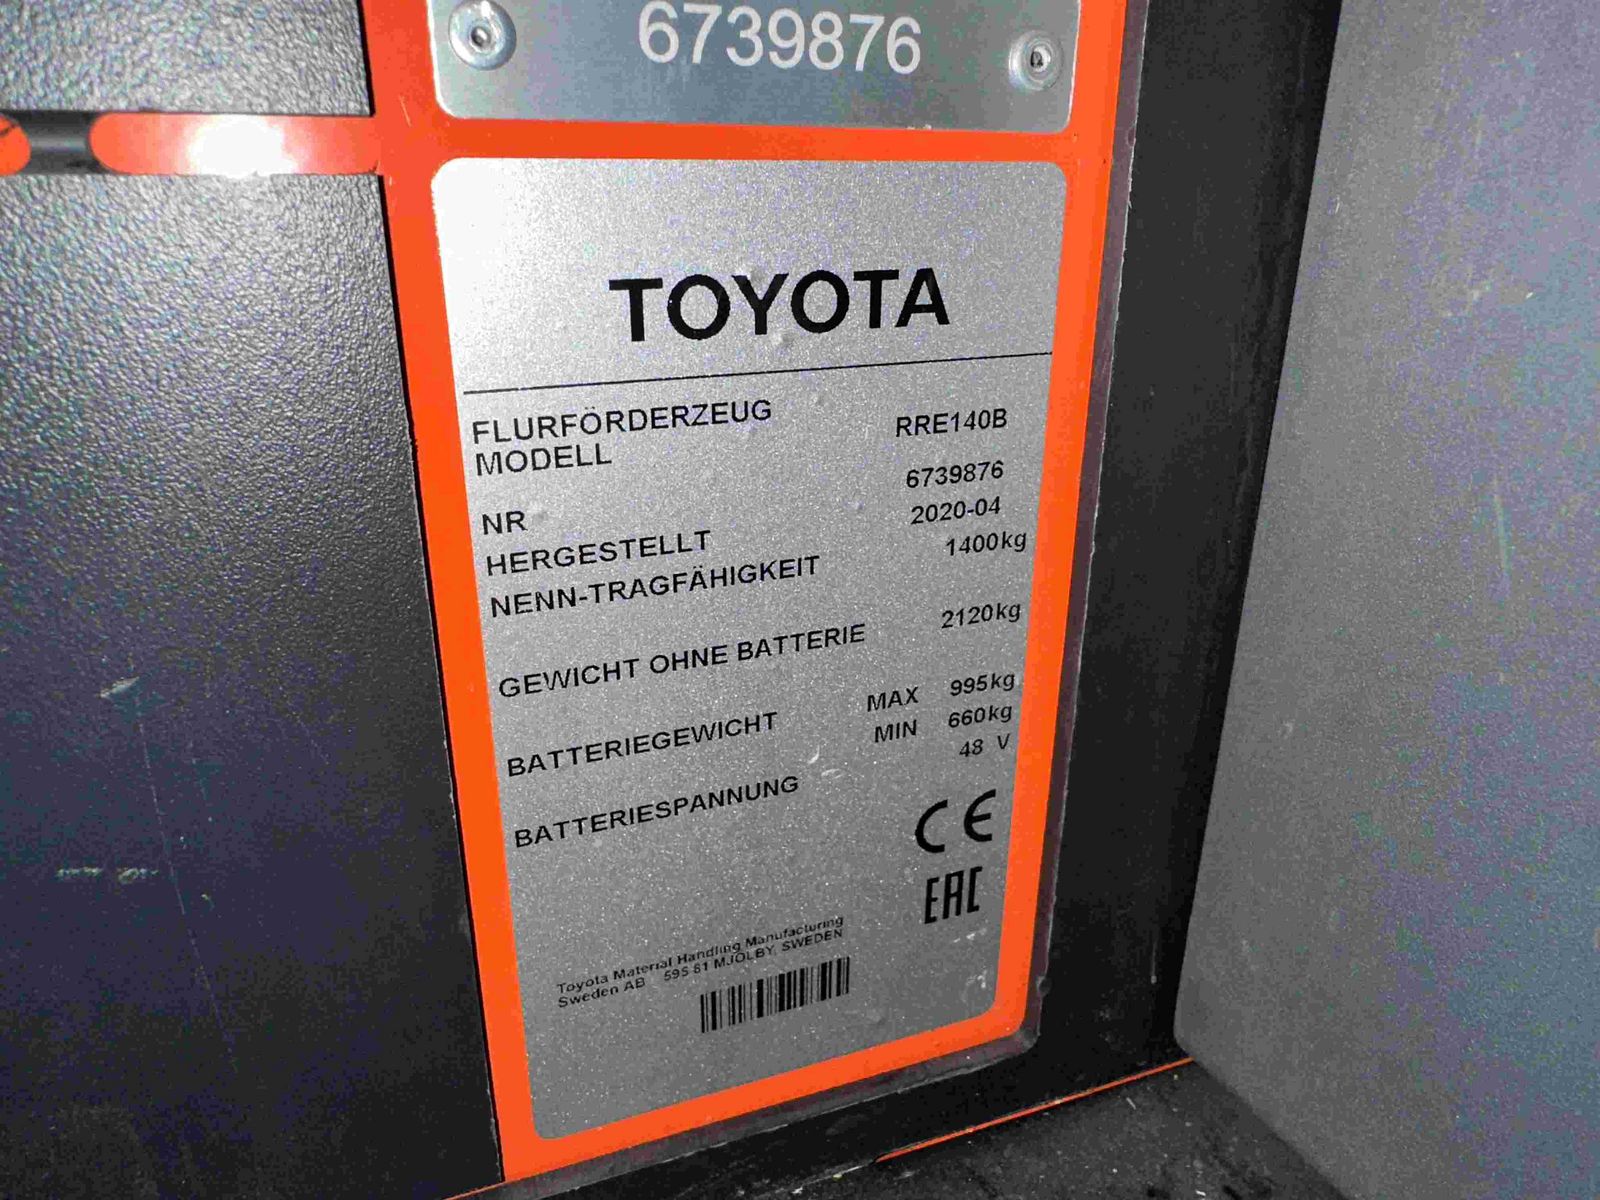 6739876
TOYOTA
FLURFÖRDERZEUG
MODELL RRE140B
NR 6739876
HERGESTELLT 2020-04
NENN-TRAGFÄHIGKEIT 1400kg
GEWICHT OHNE BATTERIE 2120kg
BATTERIEGEWICHT MAX 995kg
MIN 660kg
BATTERIESPANNUNG 48 V
CE
EAC
Toyota Material Handling Manufacturing
Sweden AB 595 81 MJÖLBY, SWEDEN